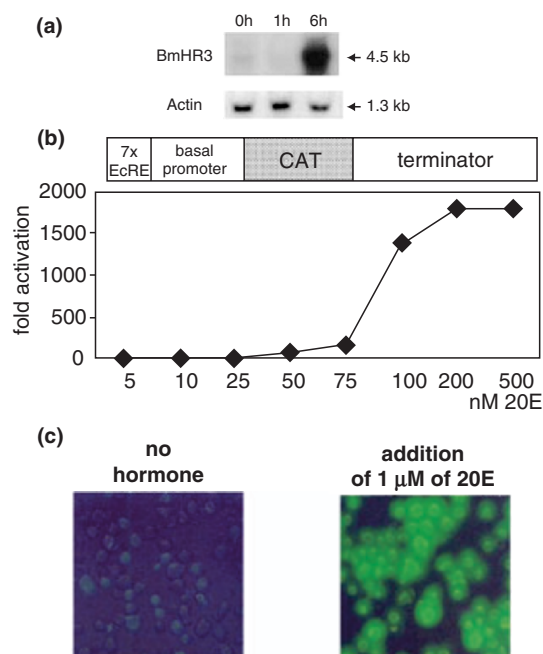 (a)
0h 1h 6h
BmHR3 ← 4.5 kb
Actin ← 1.3 kb
(b)
7x EcRE
basal promoter
CAT
terminator
fold activation
2000
1500
1000
500
0
5 10 25 50 75 100 200 500
nM 20E
(c)
no
hormone
addition
of 1 μM of 20E